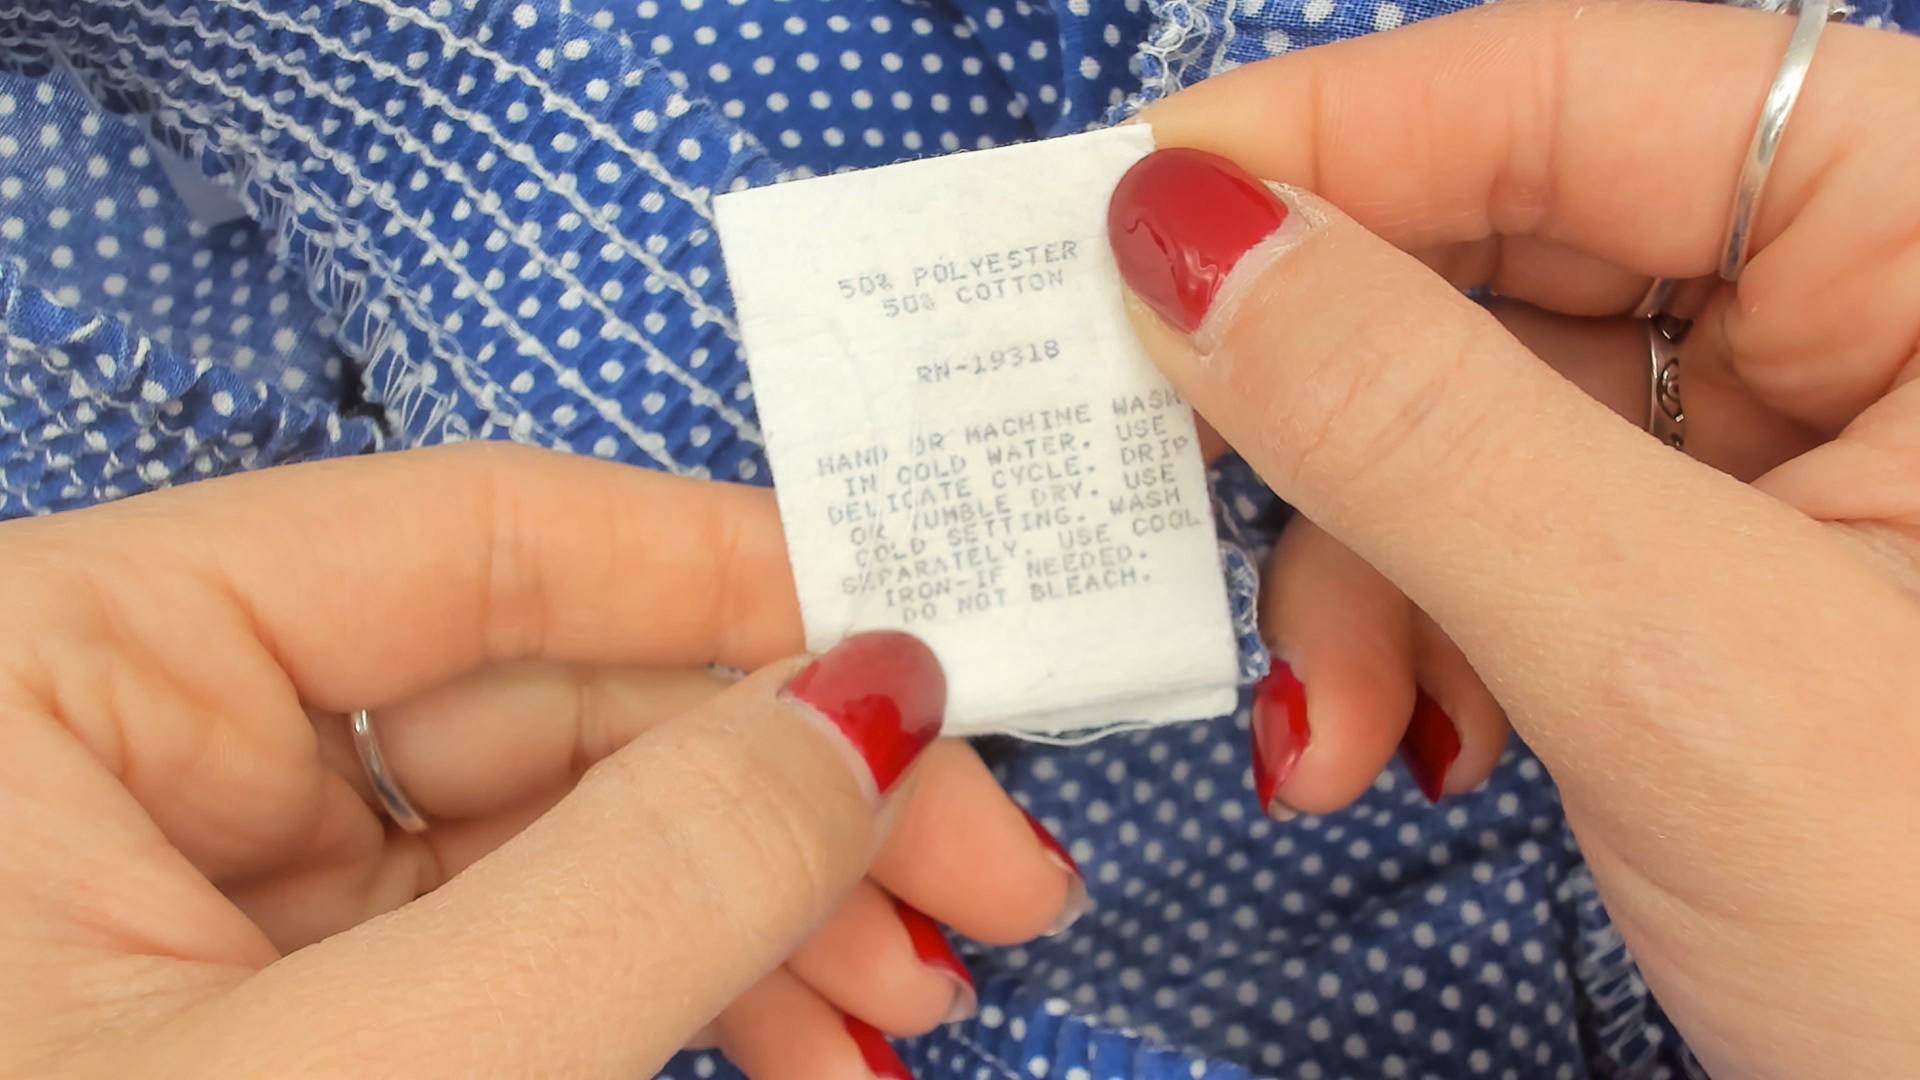 50% POLYESTER
50% COTTON
RN-19318
HAND OR MACHINE WASH
IN COLD WATER. USE
DELICATE CYCLE. DRIP
OR TUMBLE DRY. USE
COLD SETTING. WASH
SEPARATELY. USE COOL
IRON-IF NEEDED.
DO NOT BLEACH.